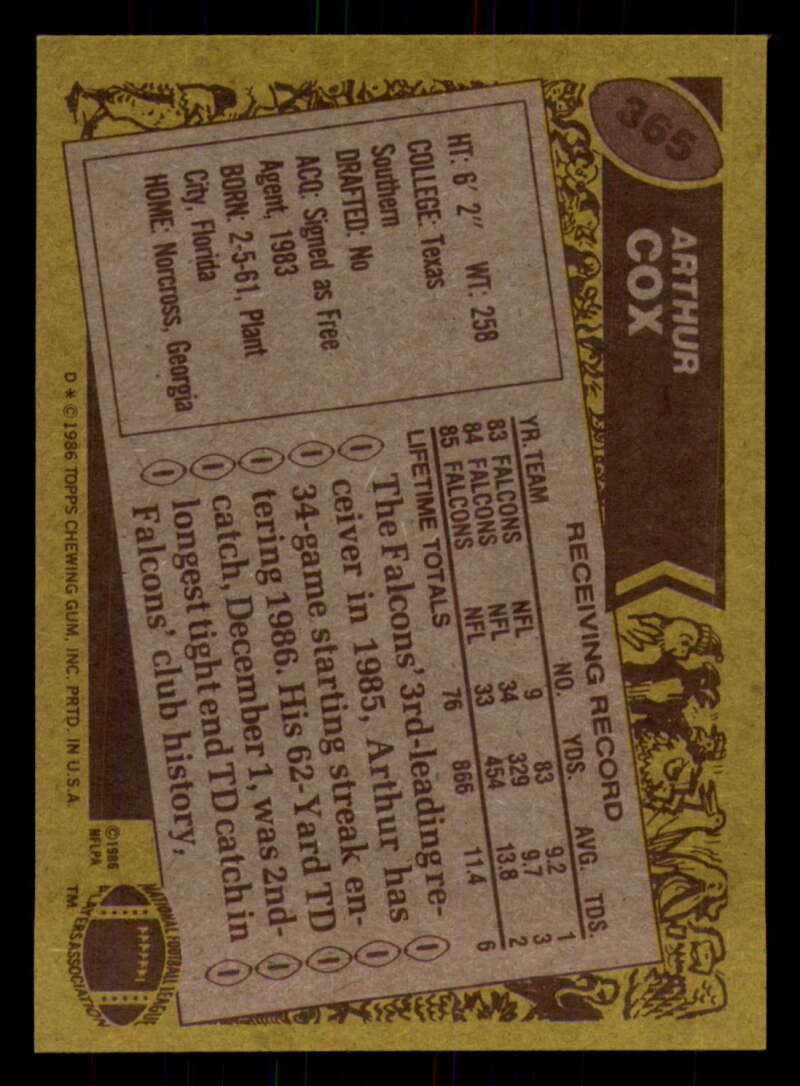 365
ARTHUR
COX
HT: 6' 2" WT: 258
COLLEGE: Texas
Southern
DRAFTED: No
ACQ: Signed as Free
Agent, 1983
BORN: 2-5-61, Plant
City, Florida
HOME: Norcross, Georgia
RECEIVING RECORD
YR. TEAM NO. YDS. AVG. TDS.
83 FALCONS NFL 9 83 9.2 1
84 FALCONS NFL 34 329 9.7 3
85 FALCONS NFL 33 454 13.8 2
LIFETIME TOTALS 76 866 11.4 6
The Falcons' 3rd-leading re-
ceiver in 1985, Arthur has
34-game starting streak en-
tering 1986. His 62-Yard TD
catch, December 1, was 2nd-
longest tight end TD catch in
Falcons' club history.
D * © 1986 TOPPS CHEWING GUM, INC. PRTD. IN U.S.A.
© 1986
NFLPA
NATIONAL FOOTBALL LEAGUE
PLAYERS ASSOCIATION
TM